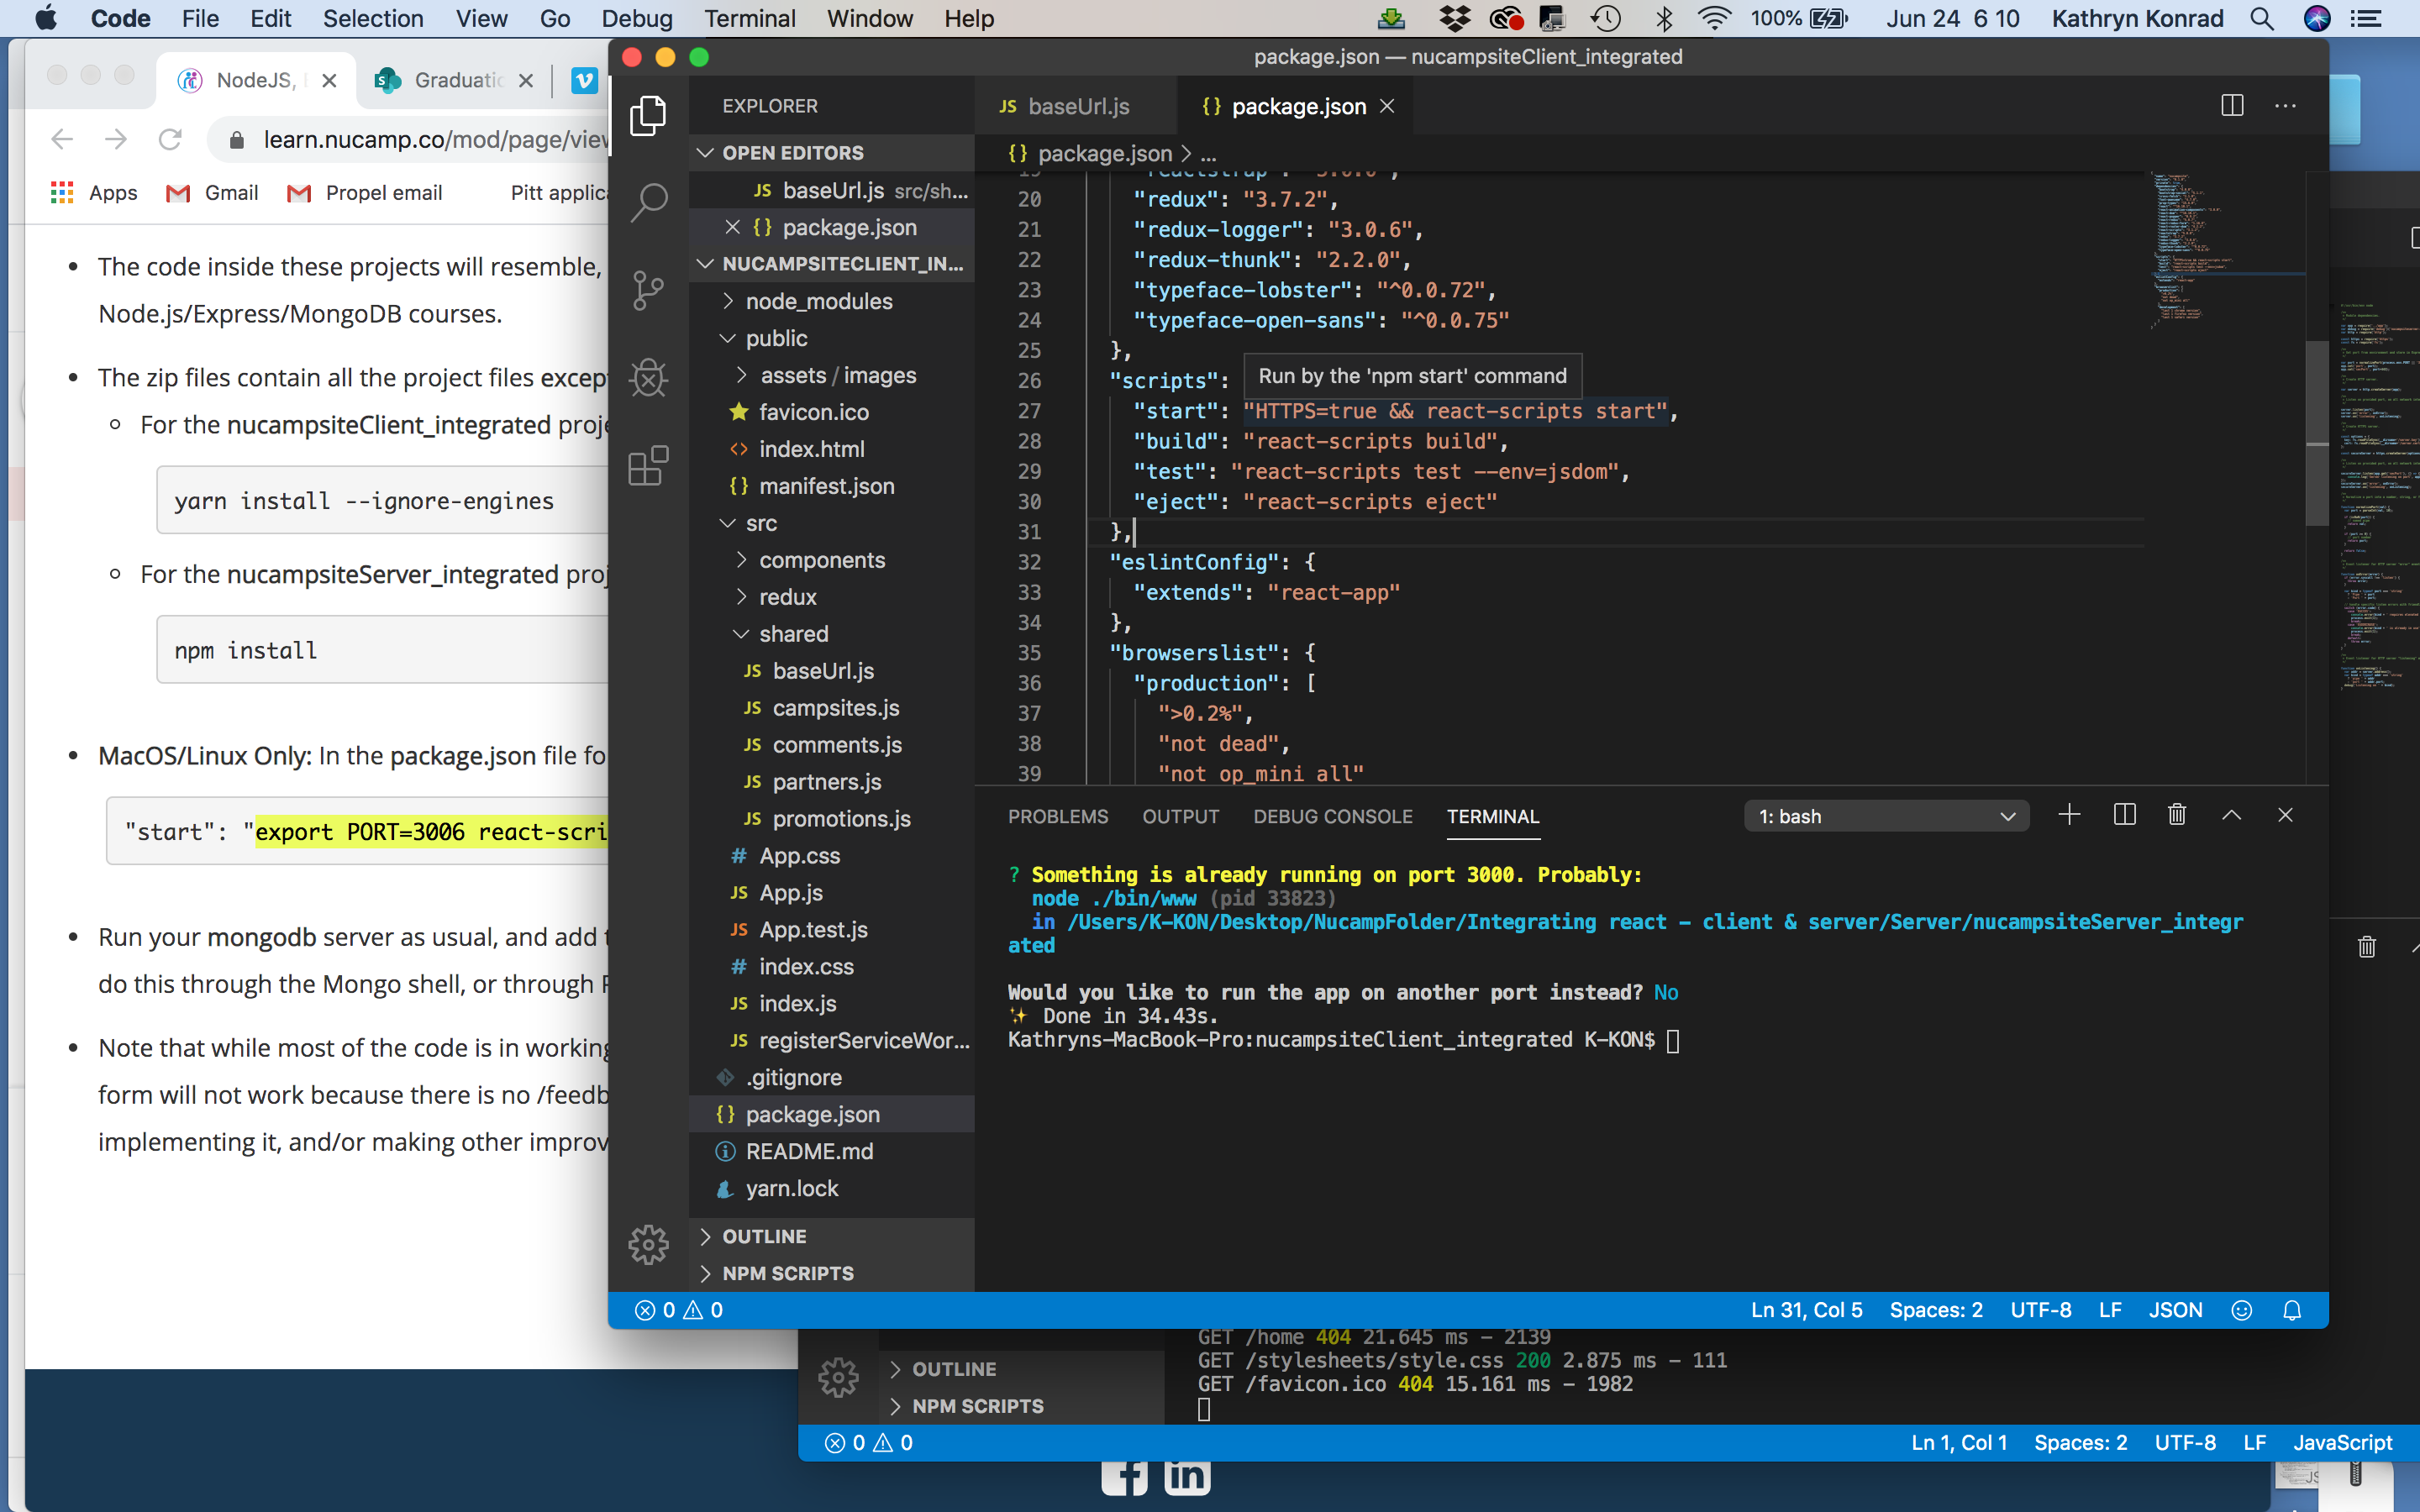 Code File Edit Selection View Go Debug Terminal Window Help 100% Jun 24 6 10 Kathryn Konrad
NodeJS, Graduatio
learn.nucamp.co/mod/page/view
Apps Gmail Propel email Pitt applica
The code inside these projects will resemble,
Node.js/Express/MongoDB courses.
The zip files contain all the project files except
For the nucampsiteClient_integrated proje
yarn install --ignore-engines
For the nucampsiteServer_integrated proj
npm install
MacOS/Linux Only: In the package.json file fo
"start": "export PORT=3006 react-scri
Run your mongodb server as usual, and add t
do this through the Mongo shell, or through
Note that while most of the code is in working
form will not work because there is no /feedb
implementing it, and/or making other improv
package.json — nucampsiteClient_integrated
EXPLORER
OPEN EDITORS
JS baseUrl.js src/sh...
{} package.json
NUCAMPSITECLIENT_IN...
node_modules
public
assets / images
favicon.ico
<> index.html
{} manifest.json
src
components
redux
shared
JS baseUrl.js
JS campsites.js
JS comments.js
JS partners.js
JS promotions.js
# App.css
JS App.js
JS App.test.js
# index.css
JS index.js
JS registerServiceWor...
.gitignore
{} package.json
README.md
yarn.lock
OUTLINE
NPM SCRIPTS
JS baseUrl.js {} package.json
{} package.json > ...
19 "reactstrap": "8.0.0",
20 "redux": "3.7.2",
21 "redux-logger": "3.0.6",
22 "redux-thunk": "2.2.0",
23 "typeface-lobster": "^0.0.72",
24 "typeface-open-sans": "^0.0.75"
25 },
26 "scripts":
Run by the 'npm start' command
27 "start": "HTTPS=true && react-scripts start",
28 "build": "react-scripts build",
29 "test": "react-scripts test --env=jsdom",
30 "eject": "react-scripts eject"
31 },
32 "eslintConfig": {
33 "extends": "react-app"
34 },
35 "browserslist": {
36 "production": [
37 ">0.2%",
38 "not dead",
39 "not op_mini all"
PROBLEMS OUTPUT DEBUG CONSOLE TERMINAL 1: bash
? Something is already running on port 3000. Probably:
node ./bin/www (pid 33823)
in /Users/K-KON/Desktop/NucampFolder/Integrating react - client & server/Server/nucampsiteServer_integr
ated
Would you like to run the app on another port instead? No
✨ Done in 34.43s.
Kathryns-MacBook-Pro:nucampsiteClient_integrated K-KON$
0 0 Ln 31, Col 5 Spaces: 2 UTF-8 LF JSON
GET /home 404 21.645 ms - 2139
GET /stylesheets/style.css 200 2.875 ms - 111
GET /favicon.ico 404 15.161 ms - 1982
OUTLINE
NPM SCRIPTS
0 0 Ln 1, Col 1 Spaces: 2 UTF-8 LF JavaScript